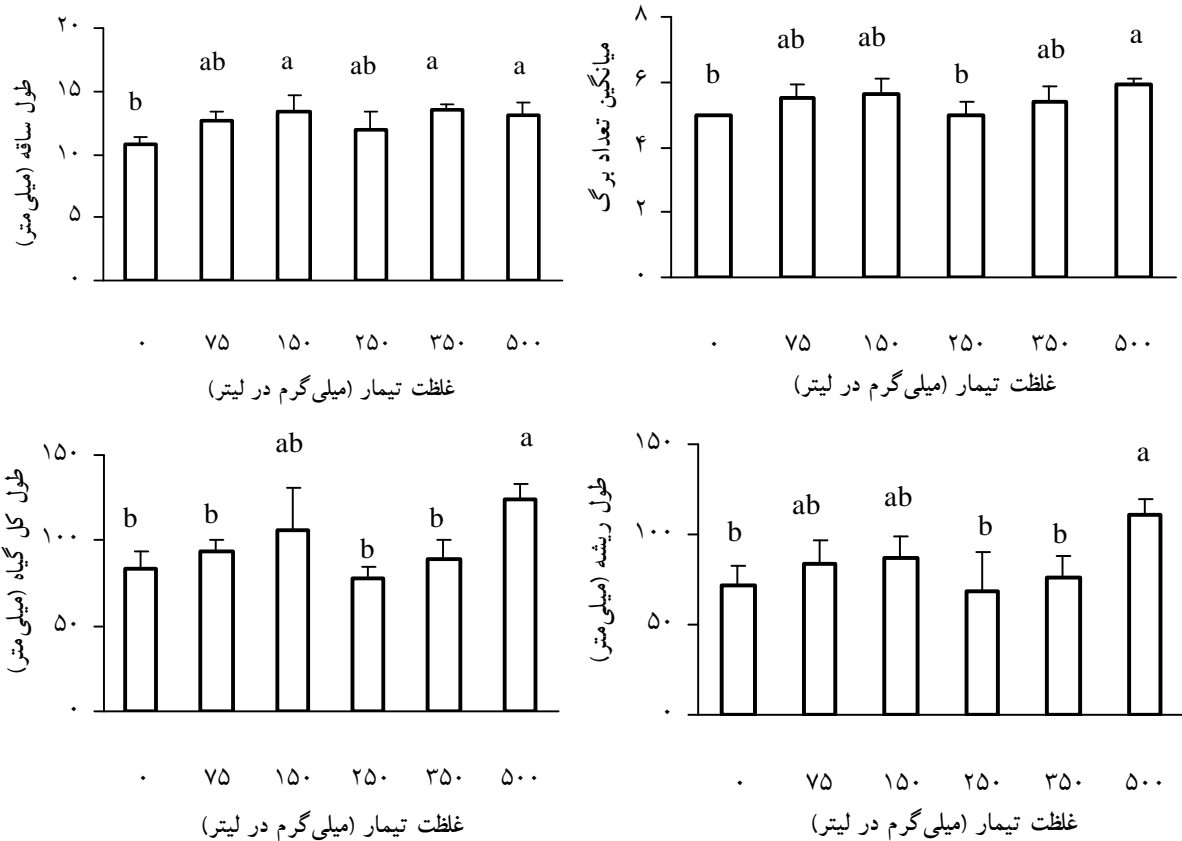 طول ساقه (میلی‌متر)
۲۰
۱۵
۱۰
۵
۰
b
ab
a
ab
a
a
۰ ۷۵ ۱۵۰ ۲۵۰ ۳۵۰ ۵۰۰
غلظت تیمار (میلی‌گرم در لیتر)
میانگین تعداد برگ
۸
۶
۴
۲
۰
b
ab
ab
b
ab
a
۰ ۷۵ ۱۵۰ ۲۵۰ ۳۵۰ ۵۰۰
غلظت تیمار (میلی‌گرم در لیتر)
طول کل گیاه (میلی‌متر)
۱۵۰
۱۰۰
۵۰
۰
b
b
ab
b
b
a
۰ ۷۵ ۱۵۰ ۲۵۰ ۳۵۰ ۵۰۰
غلظت تیمار (میلی‌گرم در لیتر)
طول ریشه (میلی‌متر)
۱۵۰
۱۰۰
۵۰
۰
b
ab
ab
b
b
a
۰ ۷۵ ۱۵۰ ۲۵۰ ۳۵۰ ۵۰۰
غلظت تیمار (میلی‌گرم در لیتر)